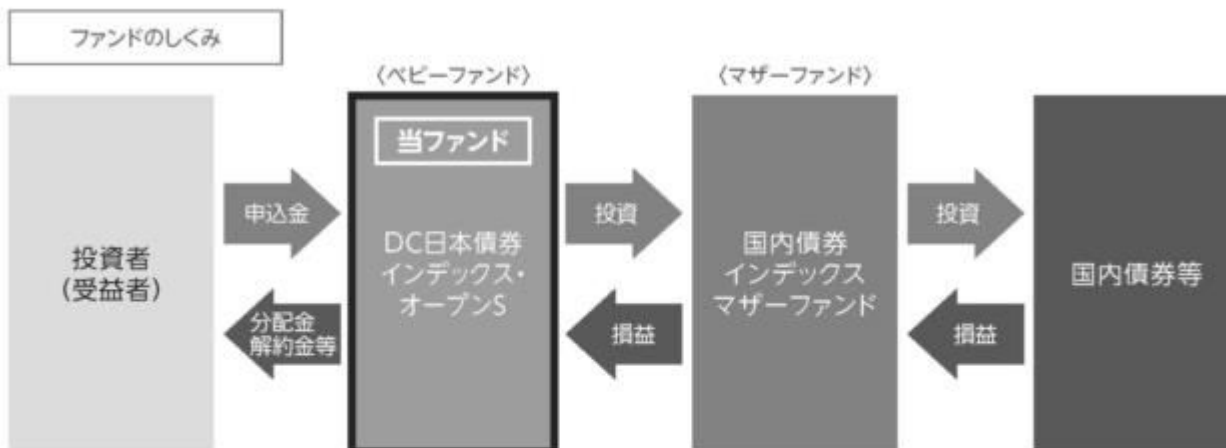 ファンドのしくみ
〈ベビーファンド〉
〈マザーファンド〉
投資者
(受益者)
申込金
分配金
解約金等
当ファンド
DC日本債券
インデックス・
オープンS
投資
損益
国内債券
インデックス
マザーファンド
投資
損益
国内債券等